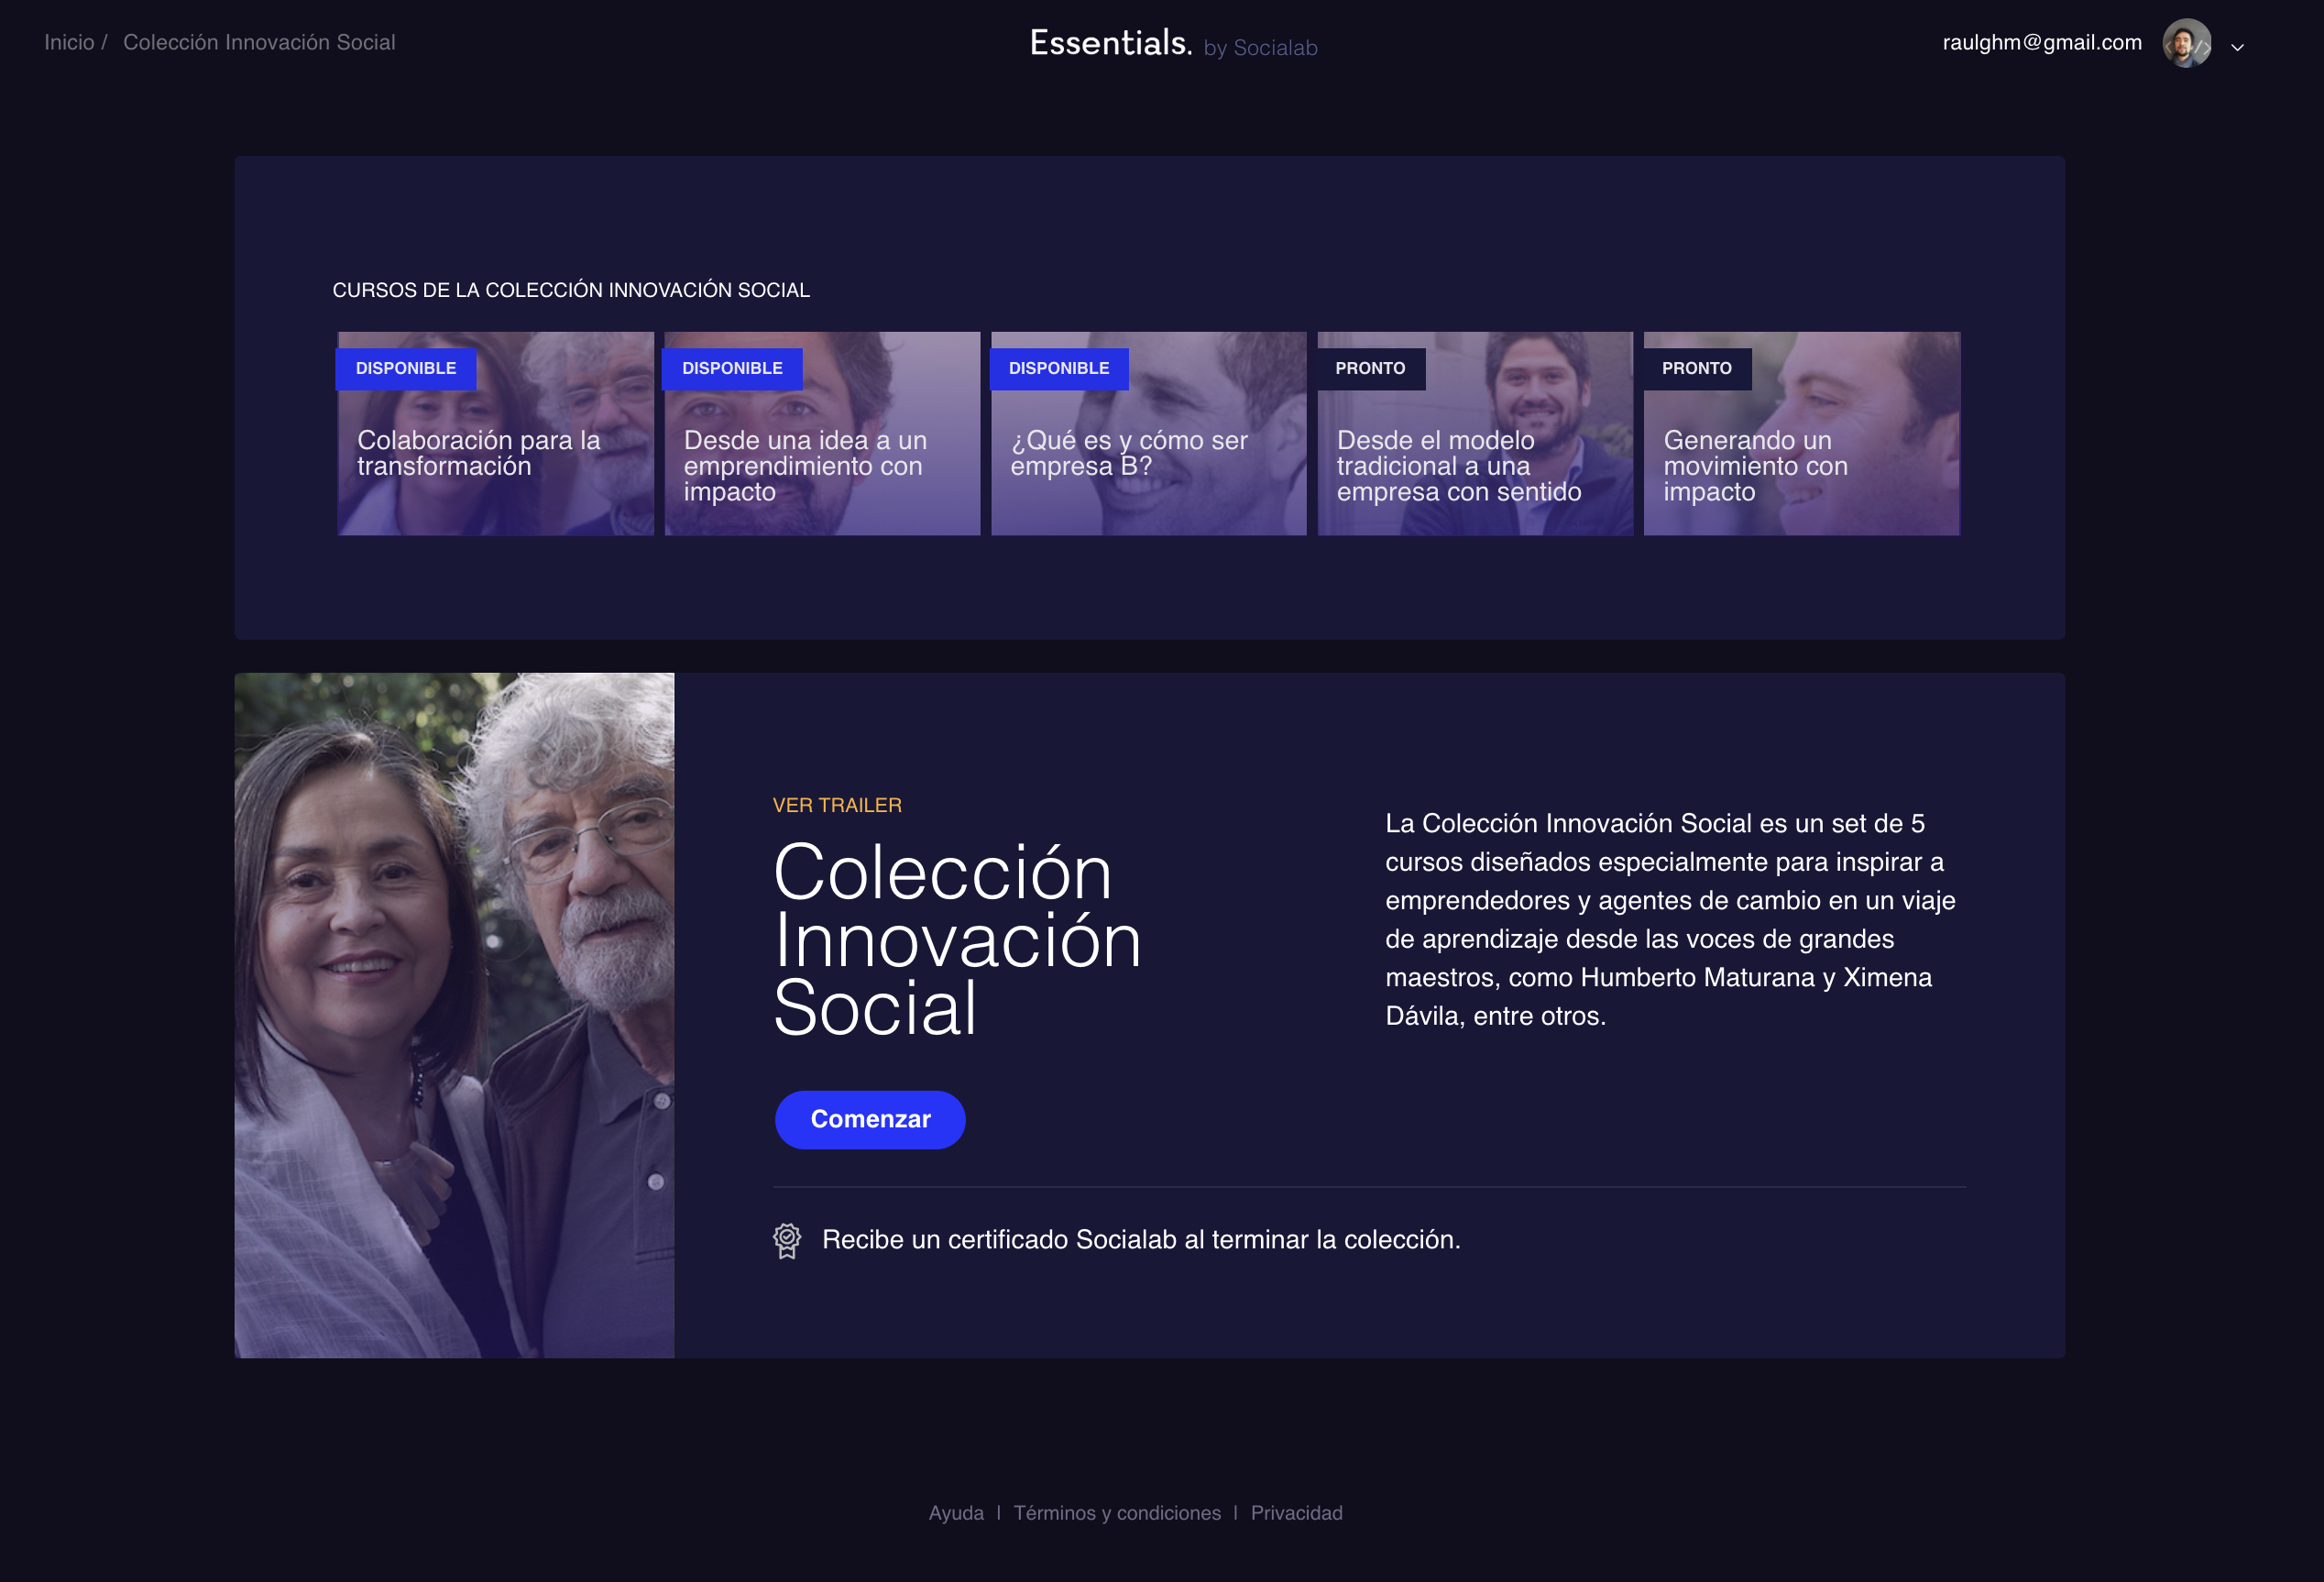 Inicio /   Colección Innovación Social
Essentials. by Socialab
raulghm@gmail.com
CURSOS DE LA COLECCIÓN INNOVACIÓN SOCIAL
DISPONIBLE
Colaboración para la
transformación
DISPONIBLE
Desde una idea a un
emprendimiento con
impacto
DISPONIBLE
¿Qué es y cómo ser
empresa B?
PRONTO
Desde el modelo
tradicional a una
empresa con sentido
PRONTO
Generando un
movimiento con
impacto
VER TRAILER
Colección
Innovación
Social
Comenzar
La Colección Innovación Social es un set de 5
cursos diseñados especialmente para inspirar a
emprendedores y agentes de cambio en un viaje
de aprendizaje desde las voces de grandes
maestros, como Humberto Maturana y Ximena
Dávila, entre otros.
Recibe un certificado Socialab al terminar la colección.
Ayuda | Términos y condiciones | Privacidad